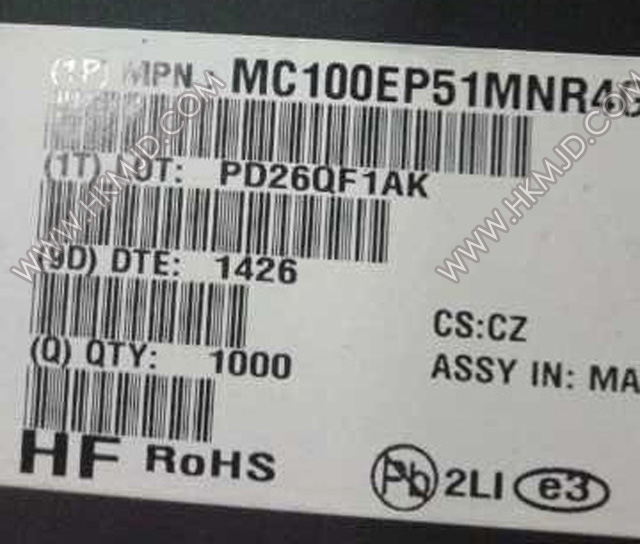 (1P) MPN MC100EP51MNR4
(1T) LOT: PD26QF1AK
(9D) DTE: 1426
(Q) QTY: 1000
CS:CZ
ASSY IN: MA
HF RoHS
Pb 2LI e3
WWW.HKMJD.COM
WWW.HKMJD.COM